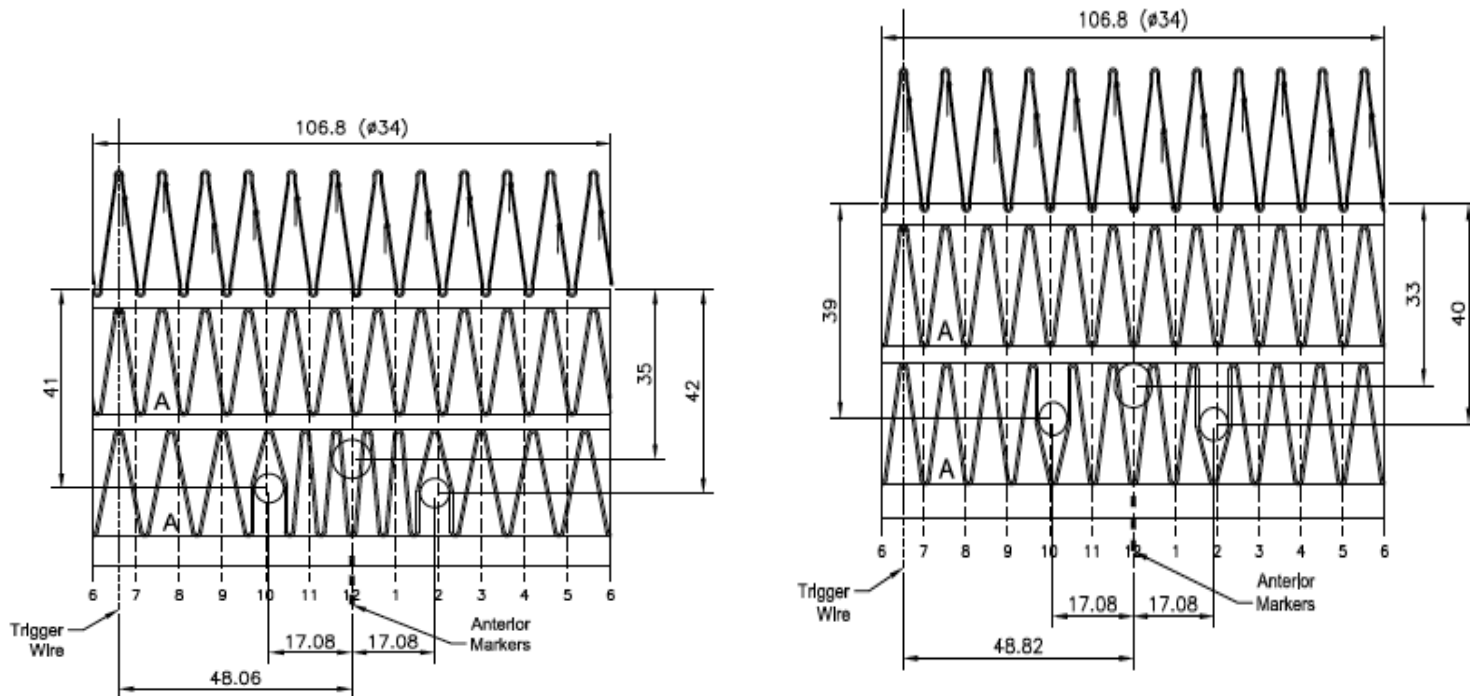 106.8 (ø34)
41
35
42
A
A
6 7 8 9 10 11 12 1 2 3 4 5 6
Trigger
Wire
Anterior
Markers
17.08 17.08
48.06
106.8 (ø34)
39
33
40
A
A
6 7 8 9 10 11 12 1 2 3 4 5 6
Trigger
Wire
Anterior
Markers
17.08 17.08
48.82